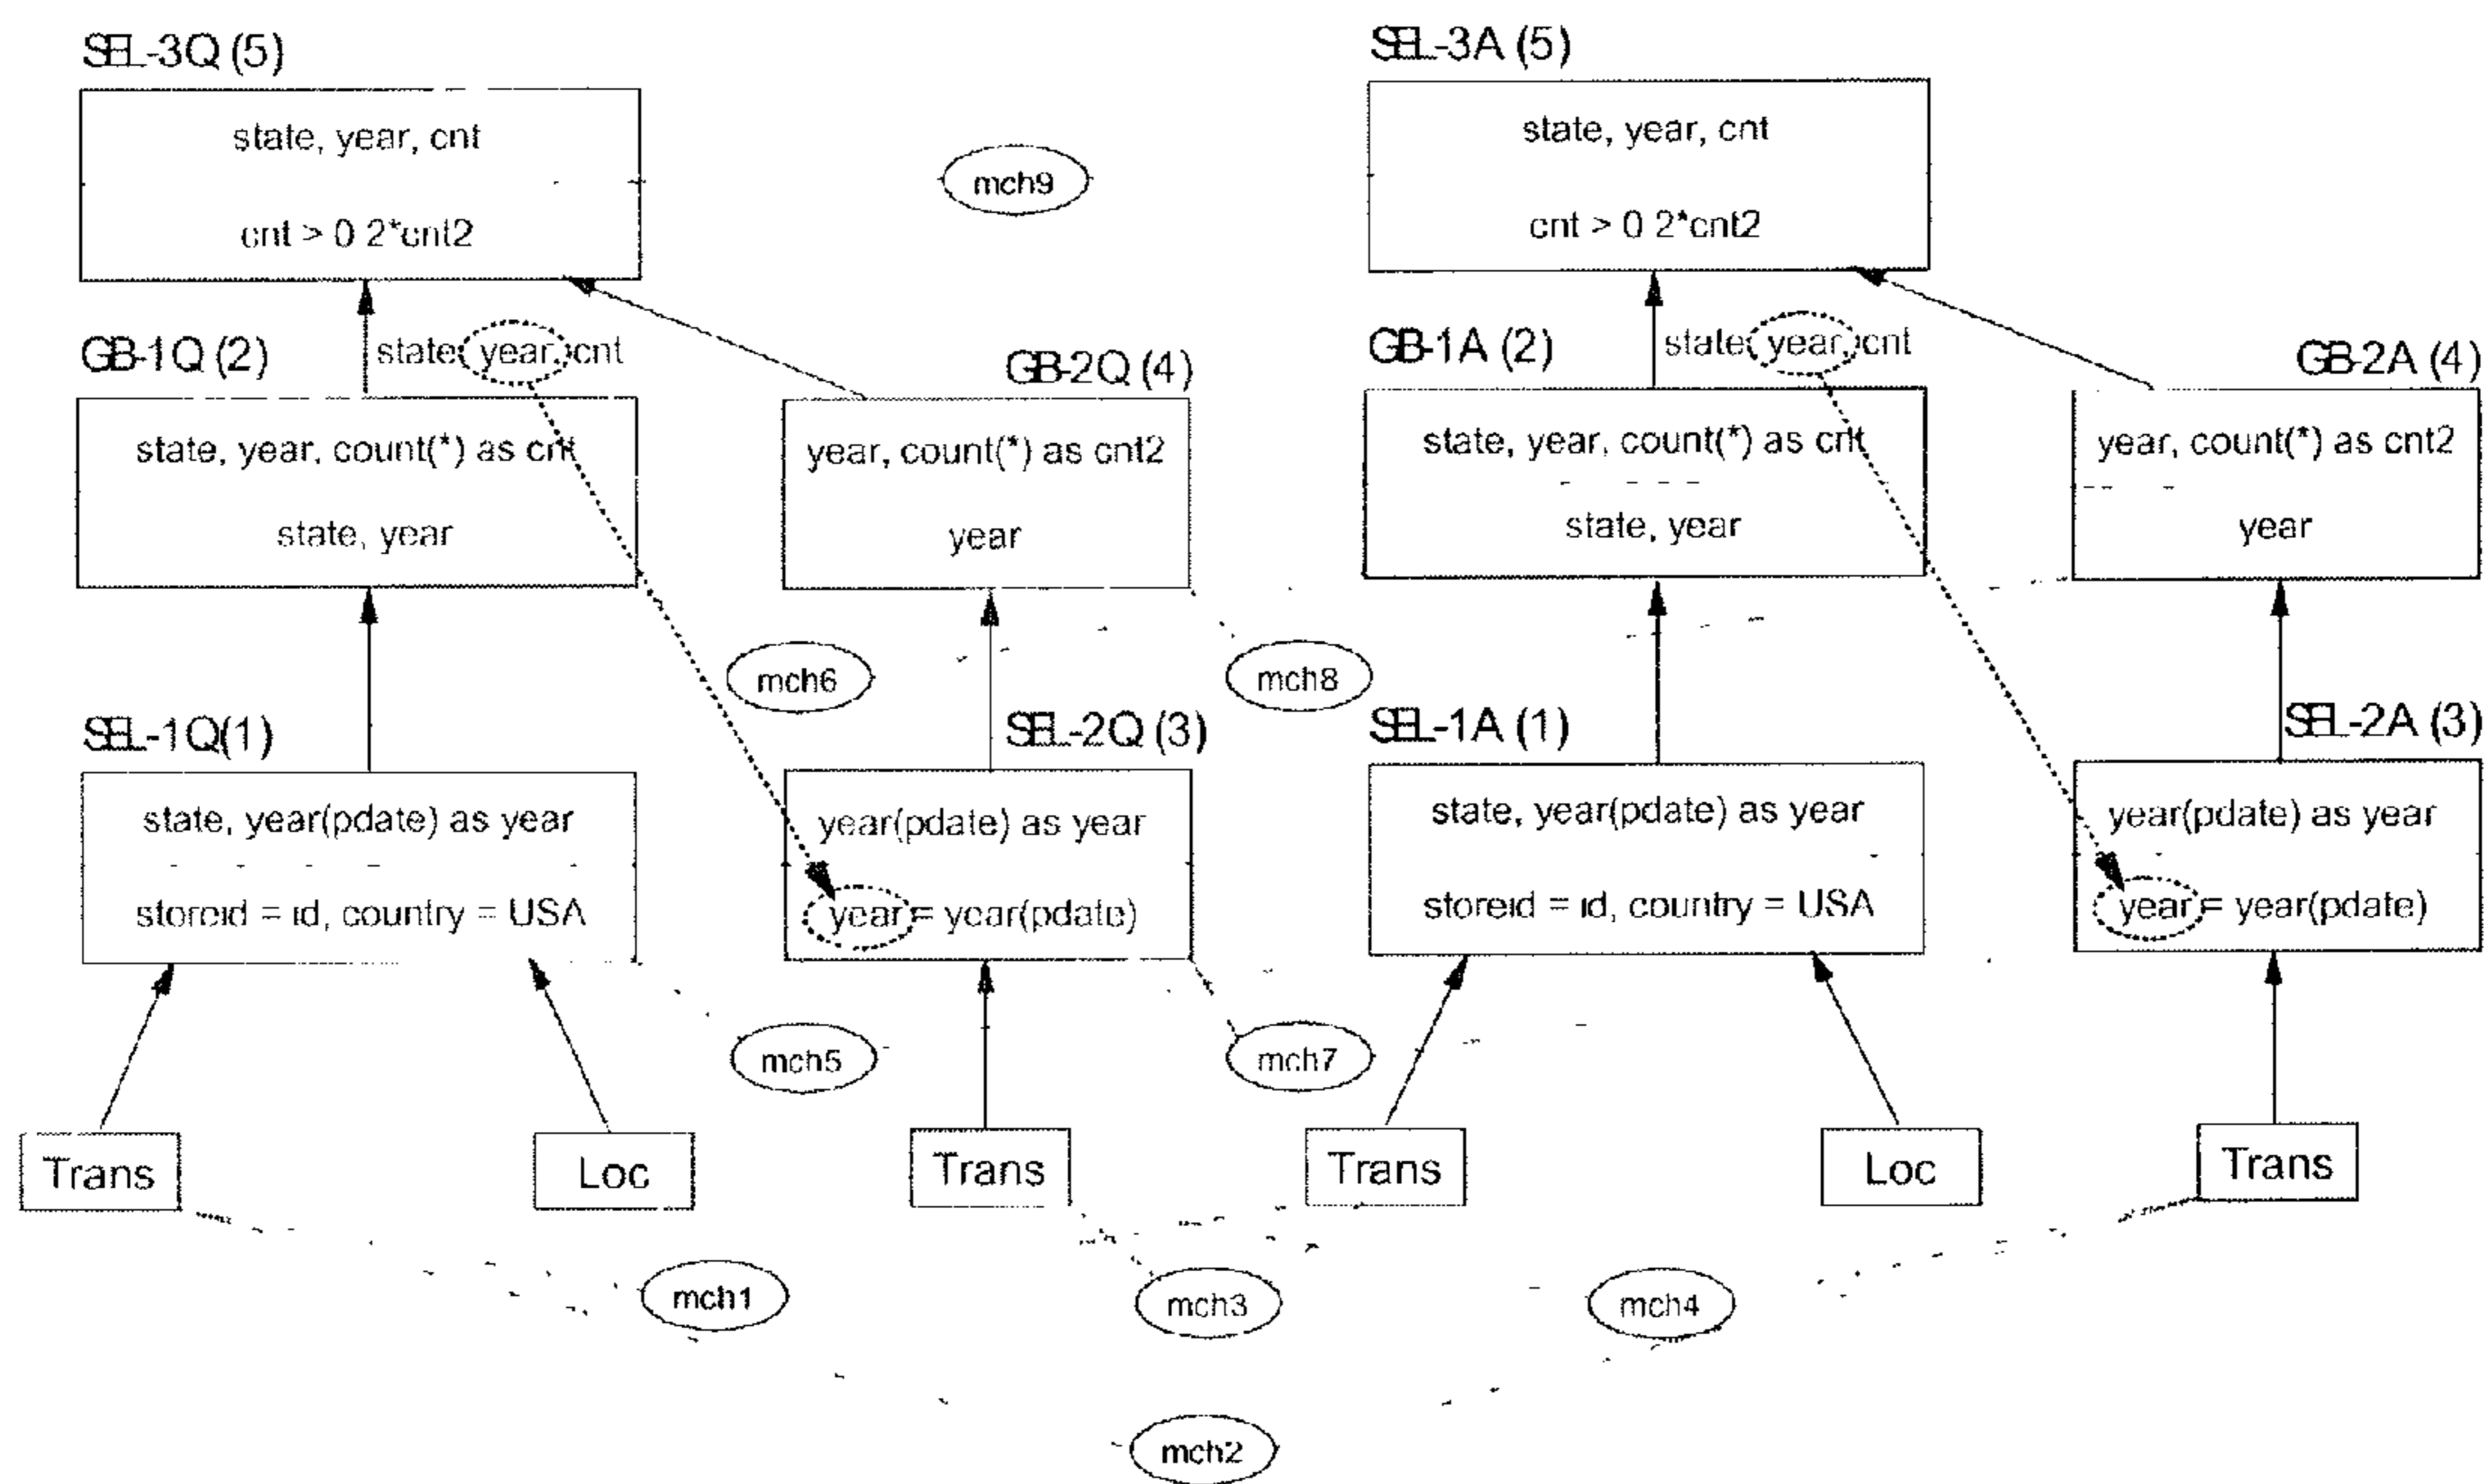 SEL-3Q (5)
state, year, cnt
cnt > 0 2*cnt2
mch9
SEL-3A (5)
state, year, cnt
cnt > 0 2*cnt2
GB-1Q (2)
state, year, cnt
GB-2Q (4)
GB-1A (2)
state, year, cnt
GB-2A (4)
state, year, count(*) as cnt
state, year
year, count(*) as cnt2
year
state, year, count(*) as cnt
state, year
year, count(*) as cnt2
year
mch6
mch8
SEL-1Q(1)
SEL-2Q (3)
SEL-1A (1)
SEL-2A (3)
state, year(pdate) as year
storeid = id, country = USA
year(pdate) as year
year = year(pdate)
state, year(pdate) as year
storeid = id, country = USA
year(pdate) as year
year = year(pdate)
mch5
mch7
Trans
Loc
Trans
Trans
Loc
Trans
mch1
mch3
mch4
mch2